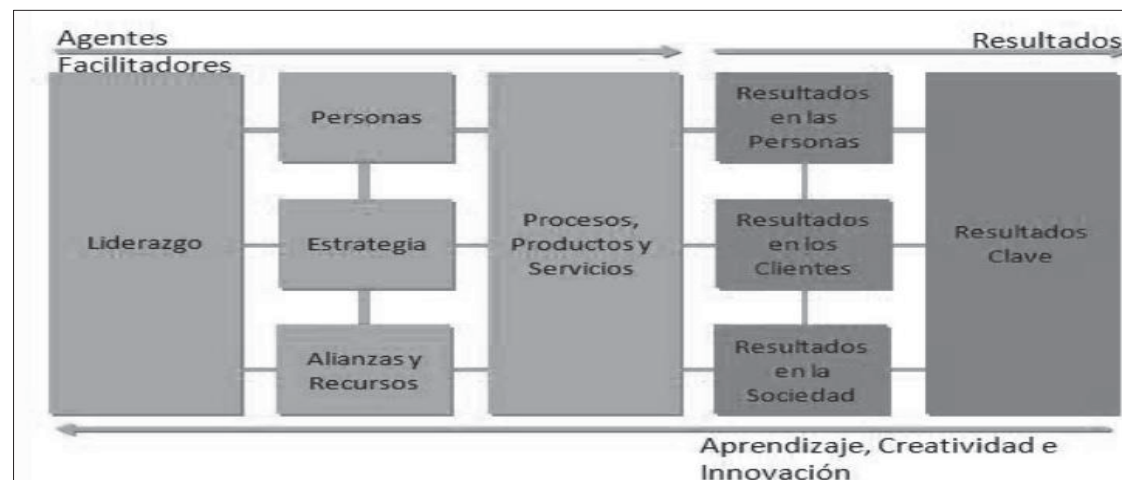 Agentes
Facilitadores
Resultados
Liderazgo
Personas
Estrategia
Alianzas y
Recursos
Procesos,
Productos y
Servicios
Resultados
en las
Personas
Resultados
en los
Clientes
Resultados
en la
Sociedad
Resultados
Clave
Aprendizaje, Creatividad e
Innovación